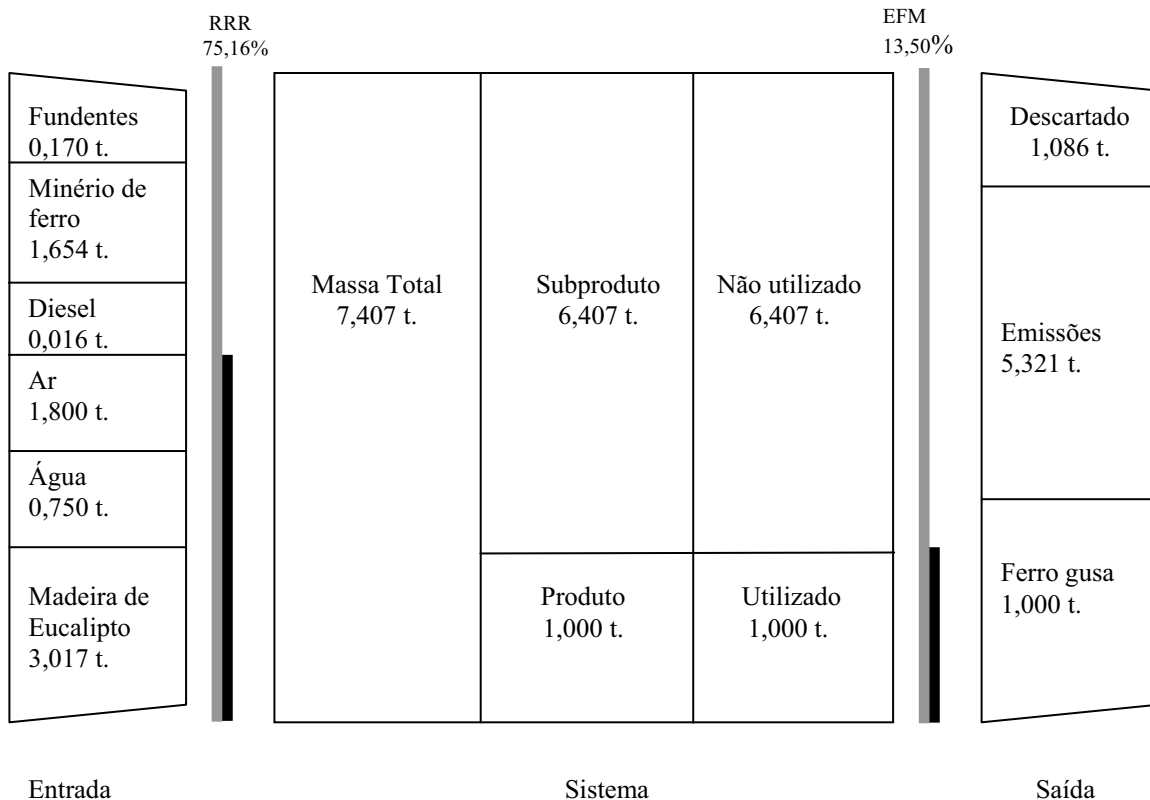 RRR
75,16%
EFM
13,50%
Fundentes
0,170 t.
Minério de
ferro
1,654 t.
Diesel
0,016 t.
Ar
1,800 t.
Água
0,750 t.
Madeira de
Eucalipto
3,017 t.
Massa Total
7,407 t.
Subproduto
6,407 t.
Não utilizado
6,407 t.
Produto
1,000 t.
Utilizado
1,000 t.
Descartado
1,086 t.
Emissões
5,321 t.
Ferro gusa
1,000 t.
Entrada
Sistema
Saída